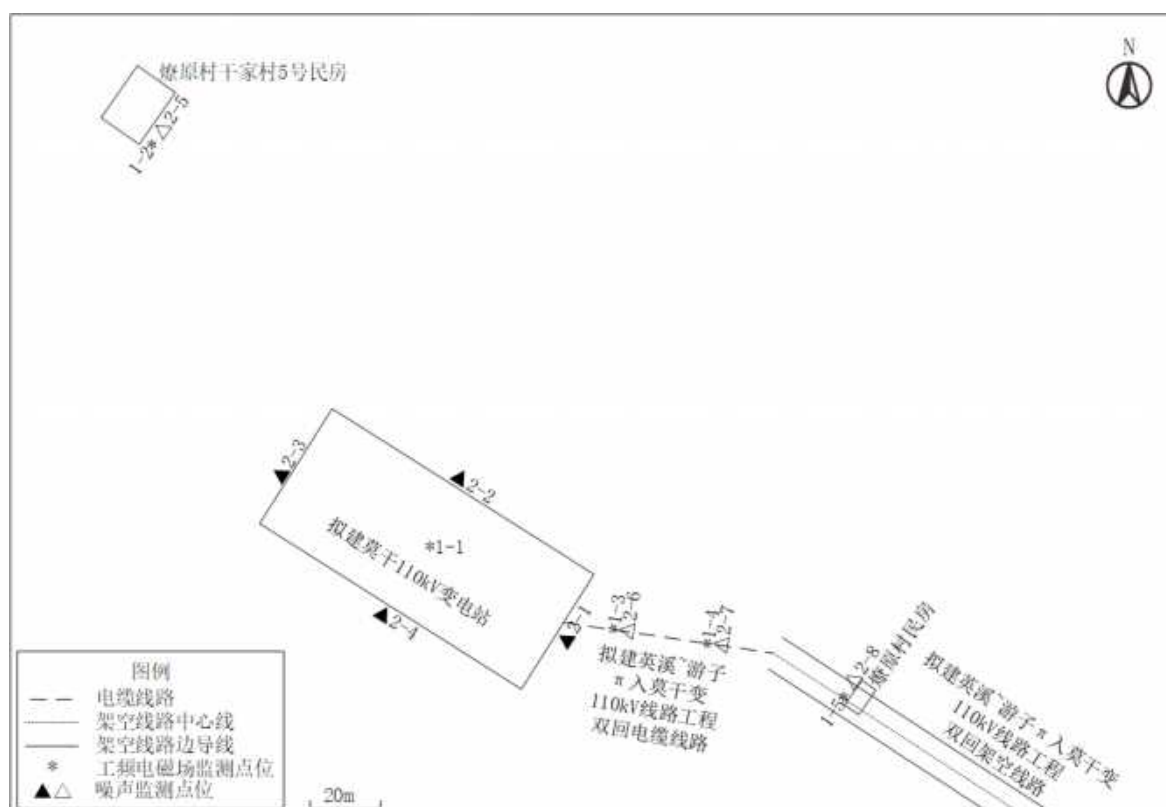 N
燎原村干家村5号民房
1-2* △2-5
▲2-3
▲2-2
*1-1
拟建莫干110kV变电站
▲2-4
▲2-1
*1-3
△2-6
*1-4
△2-7
拟建英溪~游子
π入莫干变
110kV线路工程
双回电缆线路
1-5* △2-8
燎原村民房
拟建英溪~游子π入莫干变
110kV线路工程
双回架空线路
图例
电缆线路
架空线路中心线
架空线路边导线
* 工频电磁场监测点位
▲△ 噪声监测点位
20m